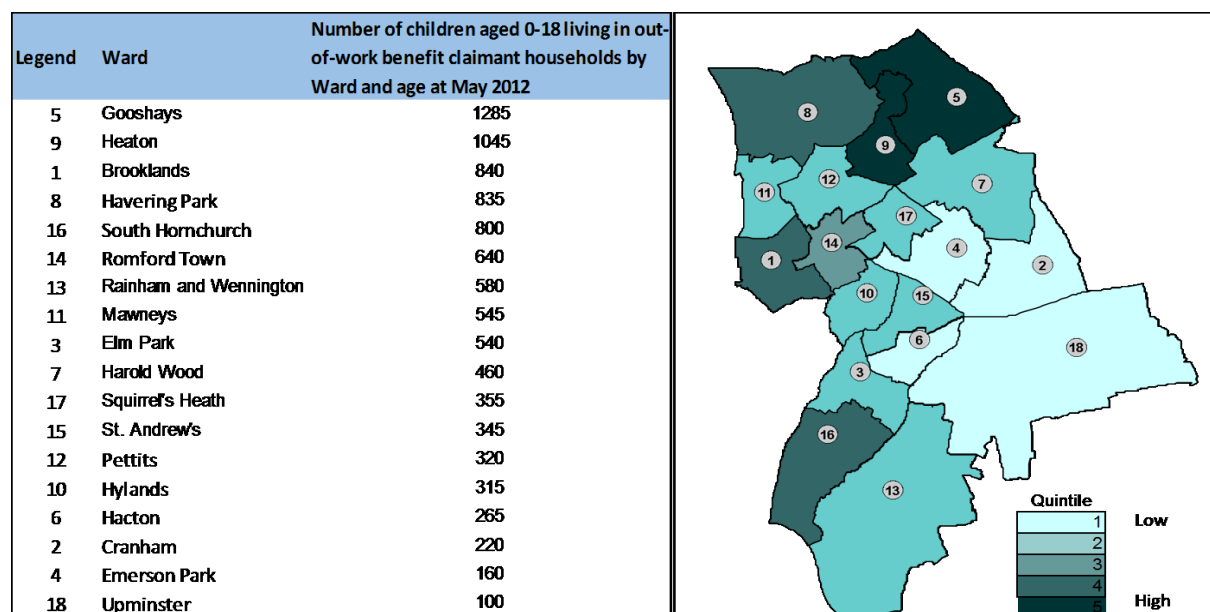 Legend Ward Number of children aged 0-18 living in out-
of-work benefit claimant households by
Ward and age at May 2012
5 Gooshays 1285
9 Heaton 1045
1 Brooklands 840
8 Havering Park 835
16 South Hornchurch 800
14 Romford Town 640
13 Rainham and Wennington 580
11 Mawneys 545
3 Elm Park 540
7 Harold Wood 460
17 Squirrel's Heath 355
15 St. Andrew's 345
12 Pettits 320
10 Hylands 315
6 Hacton 265
2 Cranham 220
4 Emerson Park 160
18 Upminster 100
5
8
9
12
7
11
17
14
4
1
2
10
15
6
18
3
16
13
Quintile
1 Low
2
3
4
5 High